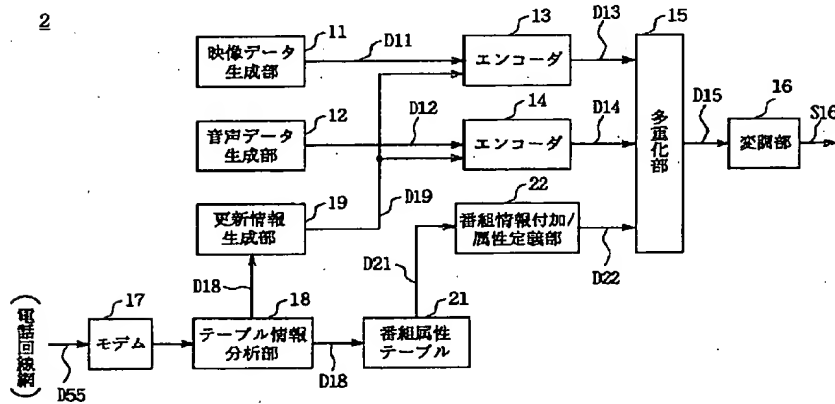 2
11
映像データ
生成部
D11
13
エンコーダ
D13
15
多重化部
D15
16
変調部
S16
12
音声データ
生成部
D12
14
エンコーダ
D14
19
更新情報
生成部
D19
22
番組情報付加/
属性定義部
D22
D18
D21
(電話回線網)
D55
17
モデム
18
テーブル情報
分析部
D18
21
番組属性
テーブル